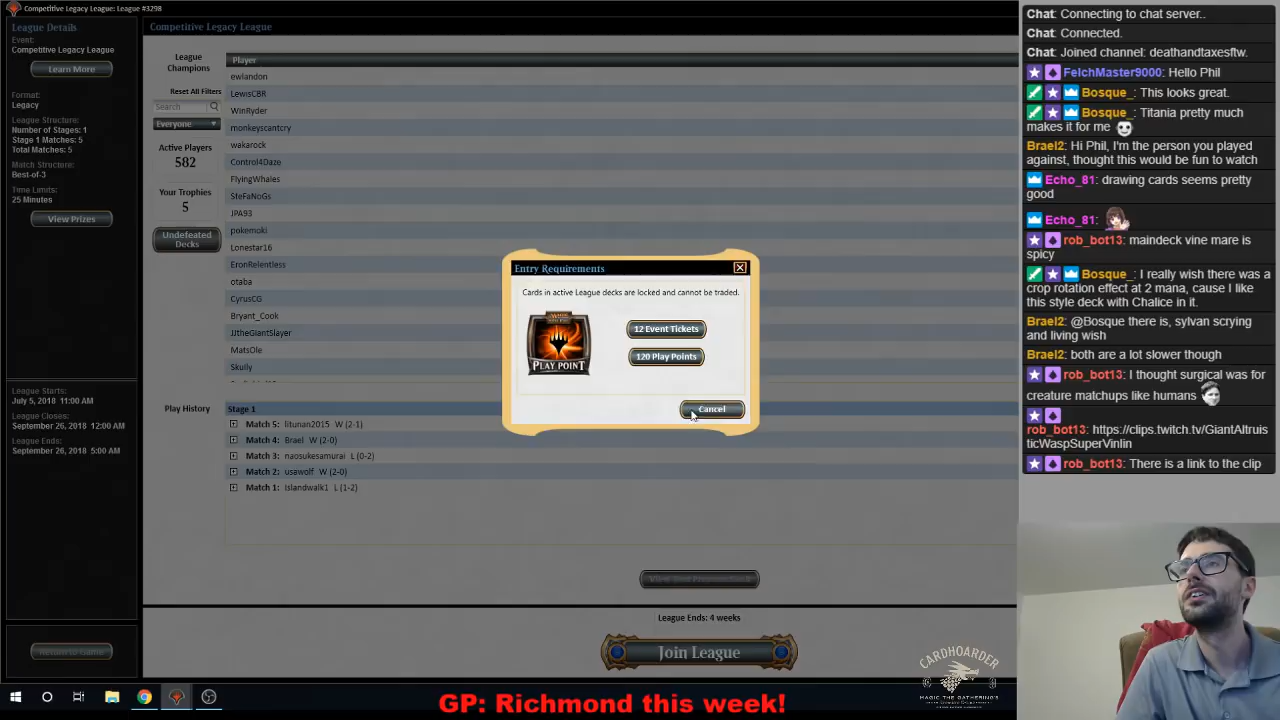 Competitive Legacy League: League #3298
League Details
Event:
Competitive Legacy League
Learn More
Format:
Legacy
League Structure:
Number of Stages: 1
Stage 1 Matches: 5
Total Matches: 5
Match Structure:
Best-of-3
Time Limits:
25 Minutes
View Prizes
League Starts:
July 5, 2018 11:00 AM
League Closes:
September 26, 2018 12:00 AM
League Ends:
September 26, 2018 5:00 AM
Competitive Legacy League
League
Champions
Reset All Filters
Search
Everyone
Active Players
582
Your Trophies
5
Undefeated
Decks
Player
ewlandon
LewisCBR
WinRyder
monkeyscantcry
wakarock
Control4Daze
FlyingWhales
SteFaNoGs
JPA93
pokemoki
Lonestar16
EronRelentless
otaba
CyrusCG
Bryant_Cook
JJtheGiantSlayer
MatsOle
Skully
Play History
Stage 1
Match 5: litunan2015 W (2-1)
Match 4: Brael W (2-0)
Match 3: naosukesamurai L (0-2)
Match 2: usawolf W (2-0)
Match 1: Islandwalk1 L (1-2)
Entry Requirements
Cards in active League decks are locked and cannot be traded.
PLAY POINT
12 Event Tickets
120 Play Points
Cancel
League Ends: 4 weeks
Join League
Return to Game
CARDHOARDER
GP: Richmond this week!
Chat: Connecting to chat server..
Chat: Connected.
Chat: Joined channel: deathandtaxesftw.
FelchMaster9000: Hello Phil
Bosque_: This looks great.
Bosque_: Titania pretty much
makes it for me
Brael2: Hi Phil, I'm the person you played
against, thought this would be fun to watch
Echo_81: drawing cards seems pretty
good
Echo_81:
rob_bot13: maindeck vine mare is
spicy
Bosque_: I really wish there was a
crop rotation effect at 2 mana, cause I like
this style deck with Chalice in it.
Brael2: @Bosque there is, sylvan scrying
and living wish
Brael2: both are a lot slower though
rob_bot13: I thought surgical was for
creature matchups like humans
rob_bot13: https://clips.twitch.tv/GiantAltruis
ticWaspSuperVinlin
rob_bot13: There is a link to the clip